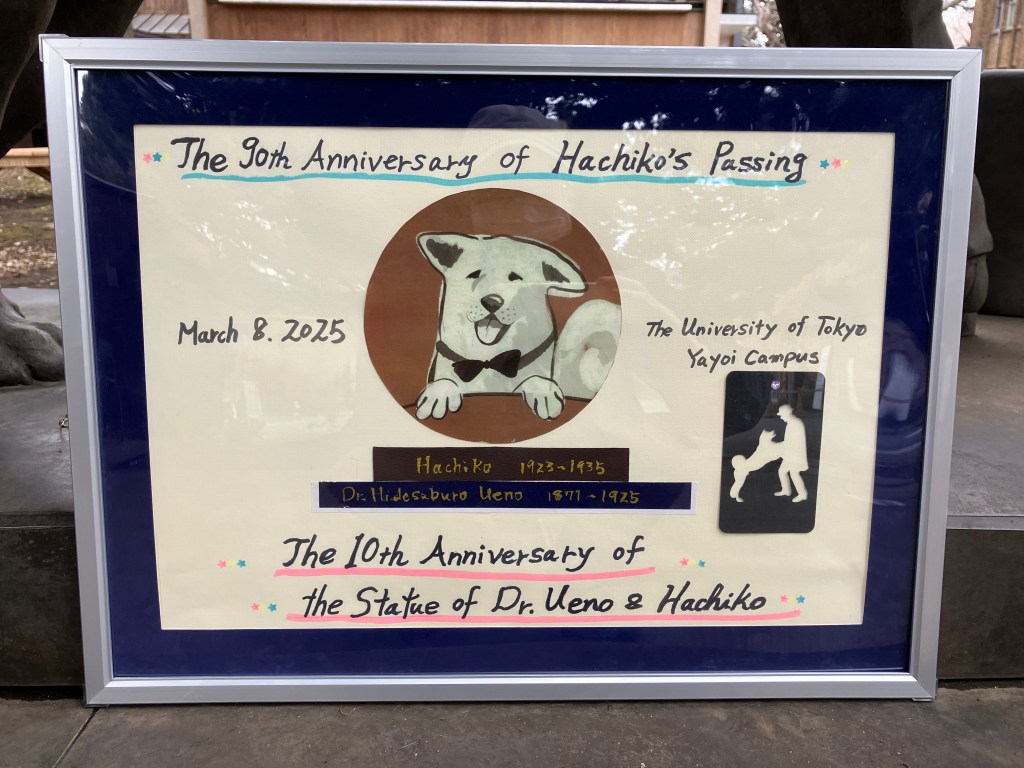 The 90th Anniversary of Hachiko's Passing
March 8. 2025
The University of Tokyo
Yayoi Campus
Hachiko 1923~1935
Dr. Hidesaburo Ueno 1871~1925
The 10th Anniversary of
the Statue of Dr. Ueno & Hachiko